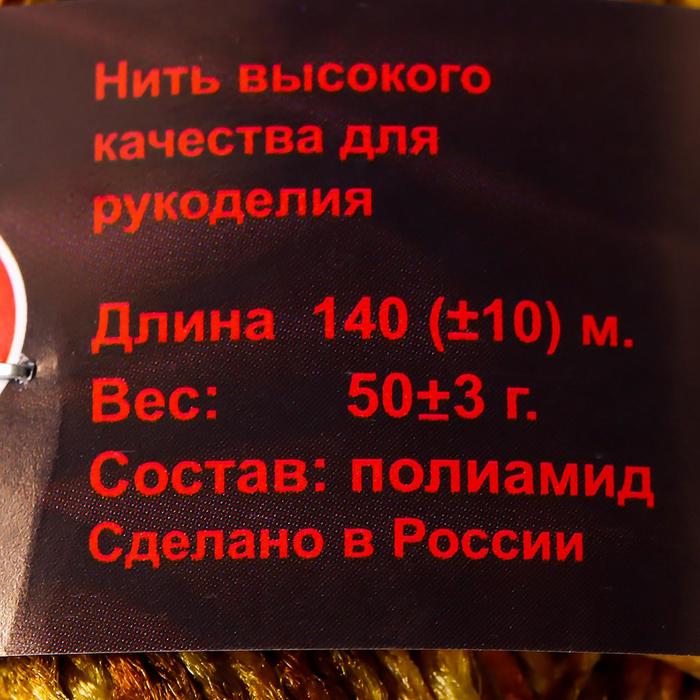 Нить высокого
качества для
рукоделия
Длина 140 (±10) м.
Вес: 50±3 г.
Состав: полиамид
Сделано в России